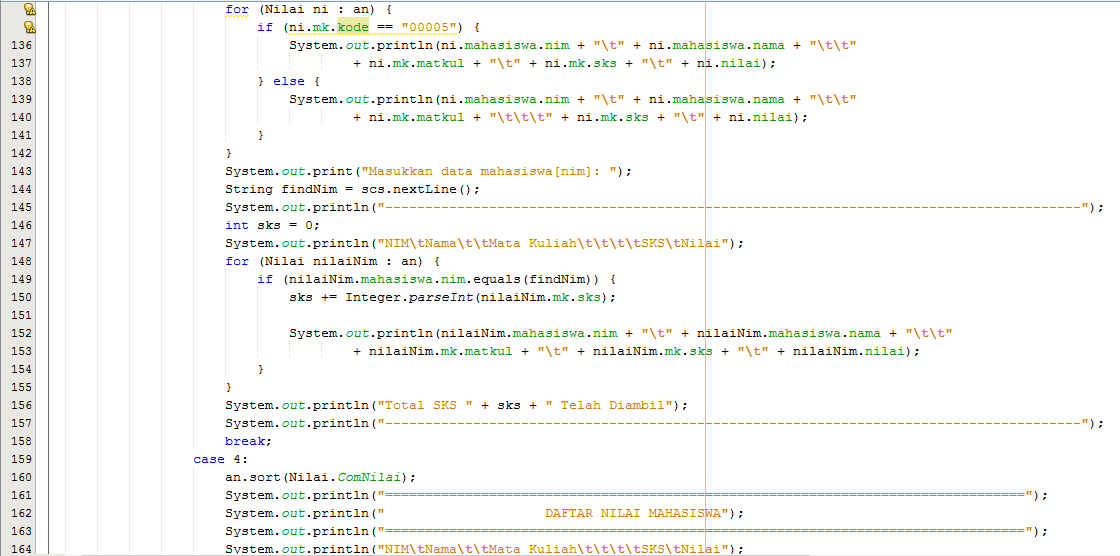 for (Nilai ni : an) {
if (ni.mk.kode == "00005") {
136 System.out.println(ni.mahasiswa.nim + "\t" + ni.mahasiswa.nama + "\t\t"
137 + ni.mk.matkul + "\t" + ni.mk.sks + "\t" + ni.nilai);
138 } else {
139 System.out.println(ni.mahasiswa.nim + "\t" + ni.mahasiswa.nama + "\t\t"
140 + ni.mk.matkul + "\t\t\t" + ni.mk.sks + "\t" + ni.nilai);
141 }
142 }
143 System.out.print("Masukkan data mahasiswa[nim]: ");
144 String findNim = scs.nextLine();
145 System.out.println("---------------------------------------------------------------------------------------");
146 int sks = 0;
147 System.out.println("NIM\tNama\t\tMata Kuliah\t\t\t\tSKS\tNilai");
148 for (Nilai nilaiNim : an) {
149 if (nilaiNim.mahasiswa.nim.equals(findNim)) {
150 sks += Integer.parseInt(nilaiNim.mk.sks);
151
152 System.out.println(nilaiNim.mahasiswa.nim + "\t" + nilaiNim.mahasiswa.nama + "\t\t"
153 + nilaiNim.mk.matkul + "\t" + nilaiNim.mk.sks + "\t" + nilaiNim.nilai);
154 }
155 }
156 System.out.println("Total SKS " + sks + " Telah Diambil");
157 System.out.println("---------------------------------------------------------------------------------------");
158 break;
159 case 4:
160 an.sort(Nilai.ComNilai);
161 System.out.println("================================================================================");
162 System.out.println("                    DAFTAR NILAI MAHASISWA");
163 System.out.println("================================================================================");
164 System.out.println("NIM\tNama\t\tMata Kuliah\t\t\t\tSKS\tNilai");